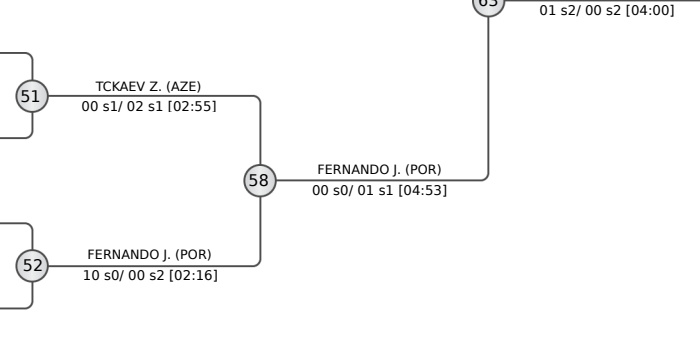 63
01 s2/ 00 s2 [04:00]
51
TCKAEV Z. (AZE)
00 s1/ 02 s1 [02:55]
58
FERNANDO J. (POR)
00 s0/ 01 s1 [04:53]
52
FERNANDO J. (POR)
10 s0/ 00 s2 [02:16]